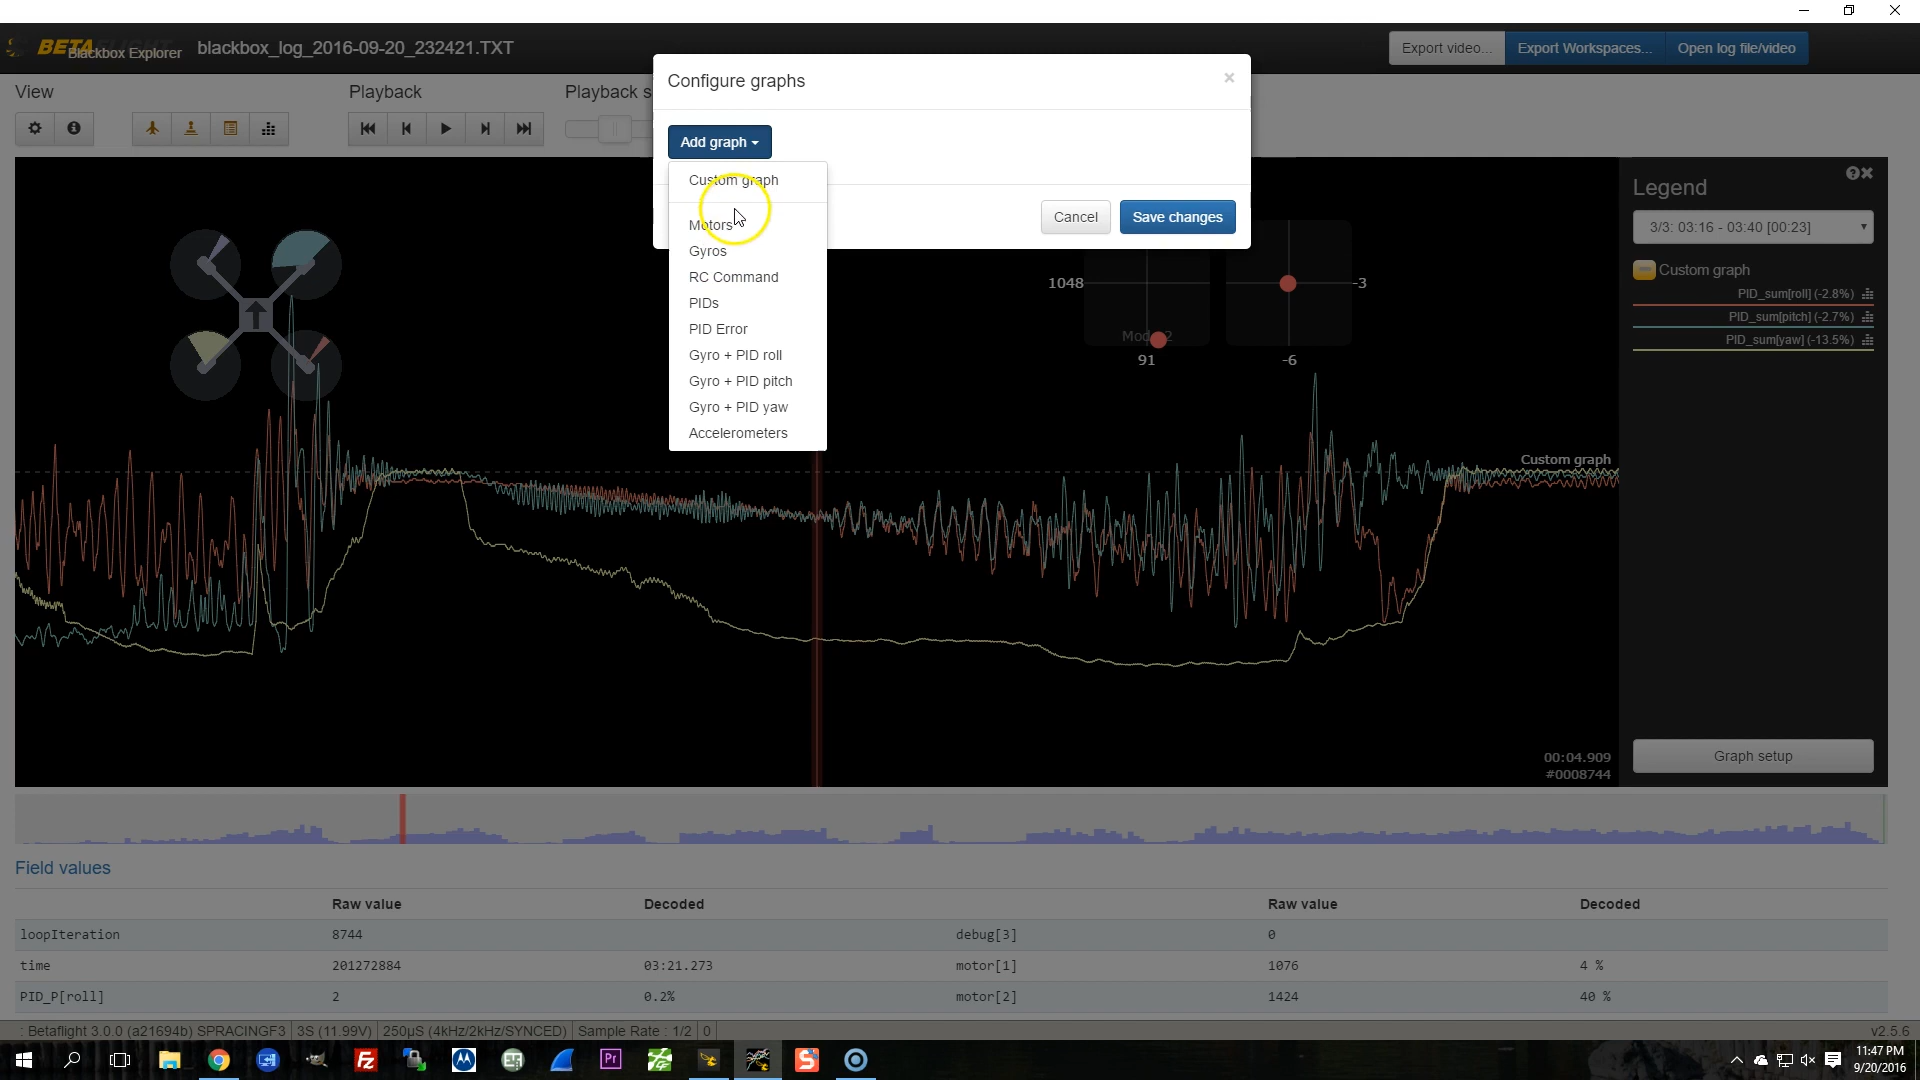 BETAFLIGHT
Blackbox Explorer
blackbox_log_2016-09-20_232421.TXT
Export video...
Export Workspaces...
Open log file/video
View
Playback
Playback s
Configure graphs
×
Add graph
Custom graph
Motors
Gyros
RC Command
PIDs
PID Error
Gyro + PID roll
Gyro + PID pitch
Gyro + PID yaw
Accelerometers
Cancel
Save changes
1048
91
-3
-6
Legend
3/3: 03:16 - 03:40 [00:23]
Custom graph
PID_sum[roll] (-2.8%)
PID_sum[pitch] (-2.7%)
PID_sum[yaw] (-13.5%)
Custom graph
00:04.909
#0008744
Graph setup
Field values
Raw value Decoded Raw value Decoded
loopIteration 8744 debug[3] 0
time 201272884 03:21.273 motor[1] 1076 4 %
PID_P[roll] 2 0.2% motor[2] 1424 40 %
: Betaflight 3.0.0 (a21694b) SPRACINGF3 3S (11.99V) 250µS (4kHz/2kHz/SYNCED) Sample Rate : 1/2 0 v2.5.6
Pr
11:47 PM
9/20/2016